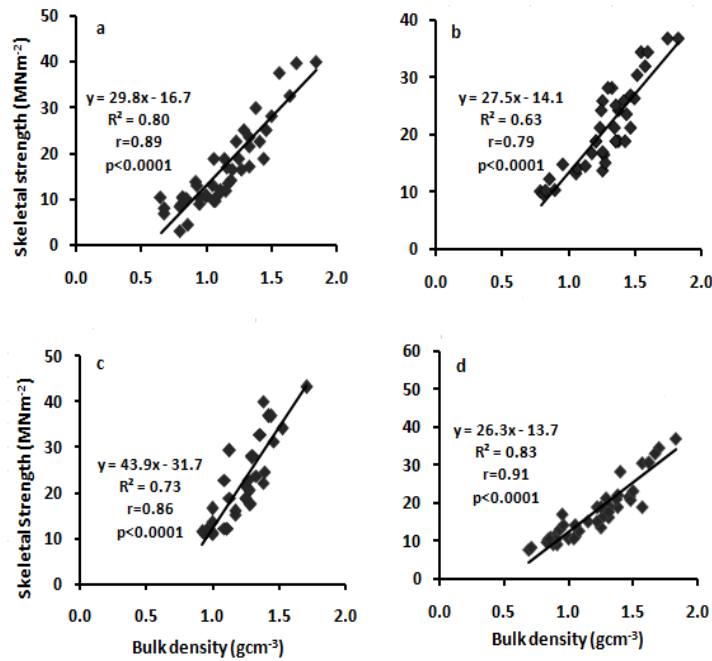 a
Skeletal strength (MNm-2)
50
40
30
20
10
0
y = 29.8x - 16.7
R² = 0.80
r=0.89
p<0.0001
0.0 0.5 1.0 1.5 2.0
b
40
30
20
10
0
y = 27.5x - 14.1
R² = 0.63
r=0.79
p<0.0001
0.0 0.5 1.0 1.5 2.0
c
Skeletal Strength (MNm-2)
50
40
30
20
10
0
y = 43.9x - 31.7
R² = 0.73
r=0.86
p<0.0001
0.0 0.5 1.0 1.5 2.0
Bulk density (gcm-3)
d
60
50
40
30
20
10
0
y = 26.3x - 13.7
R² = 0.83
r=0.91
p<0.0001
0.0 0.5 1.0 1.5 2.0
Bulk density (gcm-3)